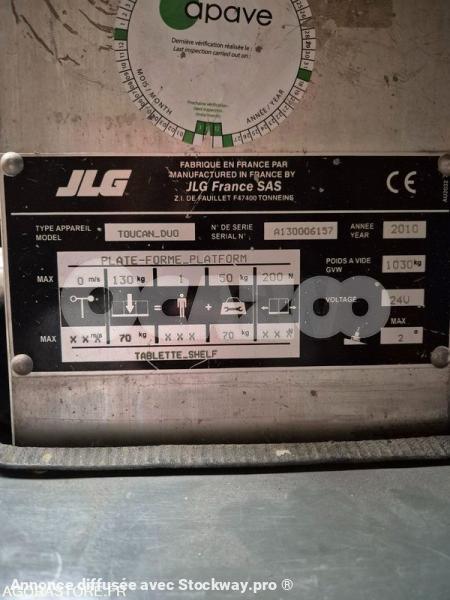 apave
Dernière vérification réalisée le :
Last inspection carried out on :
MOIS / MONTH
ANNÉE / YEAR
JLG
FABRIQUE EN FRANCE PAR
MANUFACTURED IN FRANCE BY
JLG France SAS
Z.I. DE FAUILLET F47400 TONNEINS
CE
TYPE APPAREIL
MODEL
TOUCAN_DUO
N° DE SERIE
SERIAL N°
A130006157
ANNÉE
YEAR
2010
PLATE-FORME_PLATFORM
MAX 0 m/s 130 kg 1 50 kg 200 N
POIDS A VIDE
GVW
1030 kg
VOLTAGE
24V
MAX X X X m/s 70 kg X X X 70 kg X X X N
MAX
2 °
TABLETTE_SHELF
AGORASTORE.FR
Annonce diffusée avec Stockway.pro ®